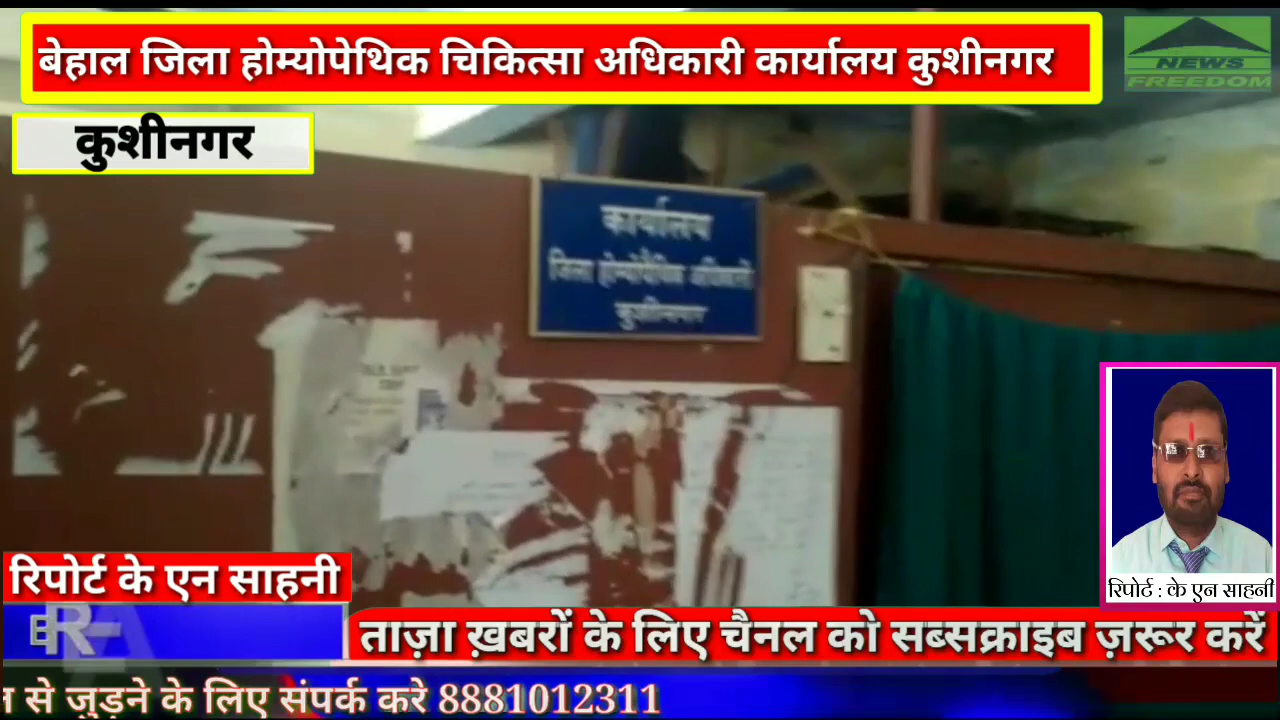 बेहाल जिला होम्योपेथिक चिकित्सा अधिकारी कार्यालय कुशीनगर
NEWS
FREEDOM
कुशीनगर
कार्यालय
जिला होम्योपैथिक अधिकारी
कुशीनगर
रिपोर्ट के एन साहनी
रिपोर्ट : के एन साहनी
ताज़ा ख़बरों के लिए चैनल को सब्सक्राइब ज़रूर करें
से जुड़ने के लिए संपर्क करे 8881012311